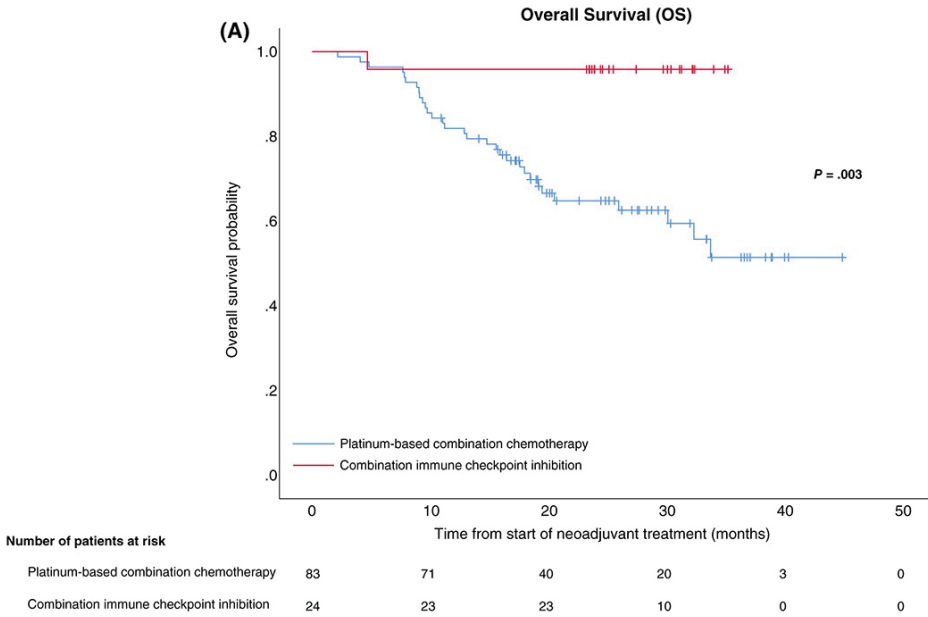 Overall Survival (OS)
(A)
1.0
.8
.6
.4
.2
.0
Overall survival probability
P = .003
Platinum-based combination chemotherapy
Combination immune checkpoint inhibition
0 10 20 30 40 50
Time from start of neoadjuvant treatment (months)
Number of patients at risk
Platinum-based combination chemotherapy 83 71 40 20 3 0
Combination immune checkpoint inhibition 24 23 23 10 0 0